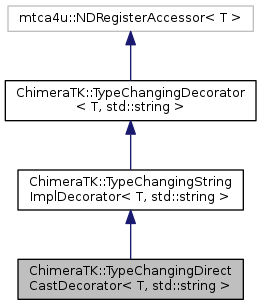 mtca4u::NDRegisterAccessor< T >
ChimeraTK::TypeChangingDecorator
< T, std::string >
ChimeraTK::TypeChangingString
ImplDecorator< T, std::string >
ChimeraTK::TypeChangingDirect
CastDecorator< T, std::string >